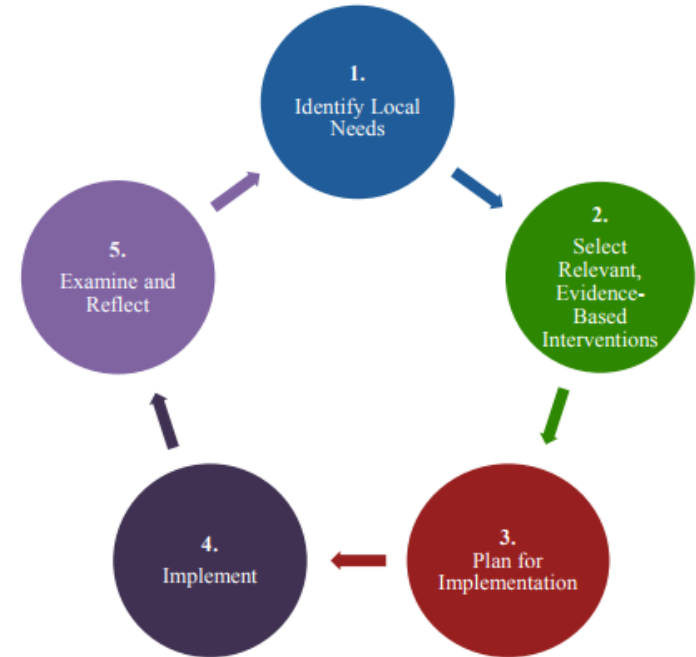 1.
Identify Local
Needs
2.
Select
Relevant,
Evidence-
Based
Interventions
3.
Plan for
Implementation
4.
Implement
5.
Examine and
Reflect